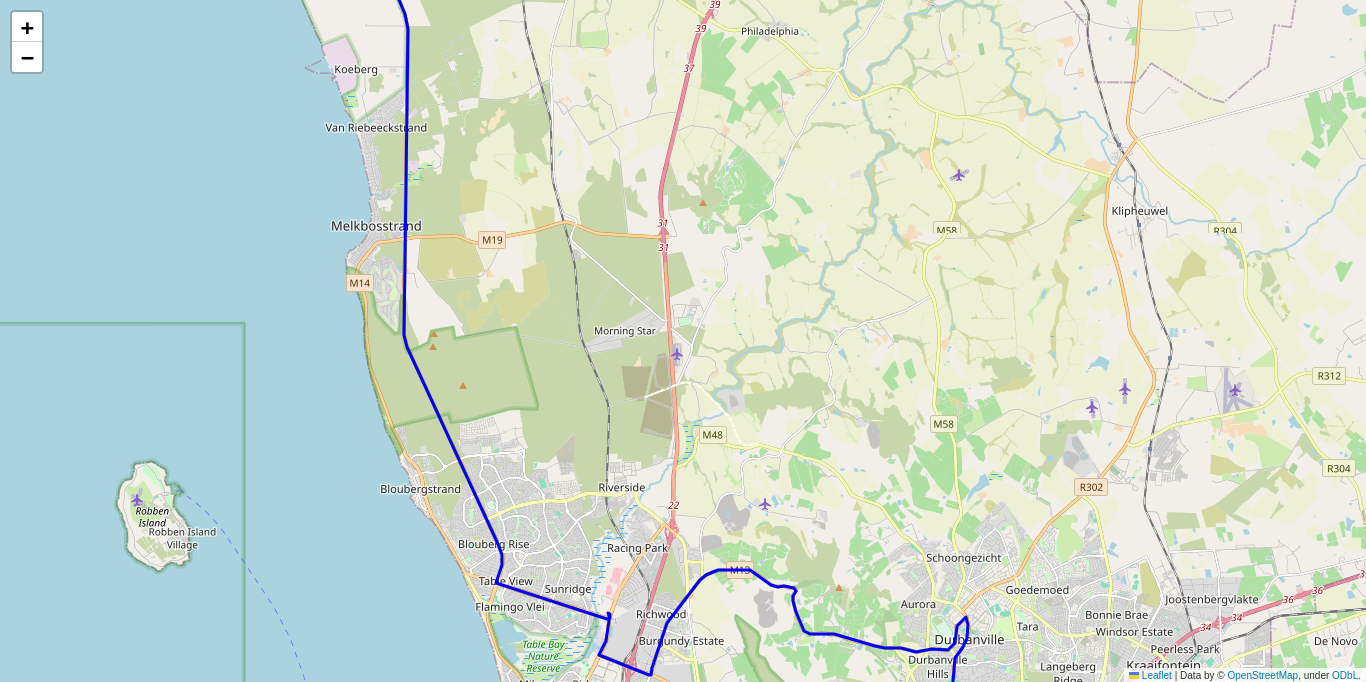 +
−
39
39
Philadelphia
37
Koeberg
Van Riebeeckstrand
Klipheuwel
Melkbosstrand
31
M58
R304
M19
31
M14
Morning Star
R312
M58
M48
R304
Bloubergstrand
Riverside
R302
Robben
Island
22
Robben Island
Village
Blouberg Rise
Racing Park
Schoongezicht
M13
Table View
Sunridge
Goedemoed
36
36
Joostenbergvlakte
Flamingo Vlei
Aurora
Richwood
Bonnie Brae
34
34
Tara
Windsor Estate
Burgundy Estate
Durbanville
De Novo
Table Bay
Nature
Reserve
Peerless Park
Durbanville
Hills
Langeberg
Ridge
Kraaifontein
Leaflet | Data by © OpenStreetMap, under ODbL.